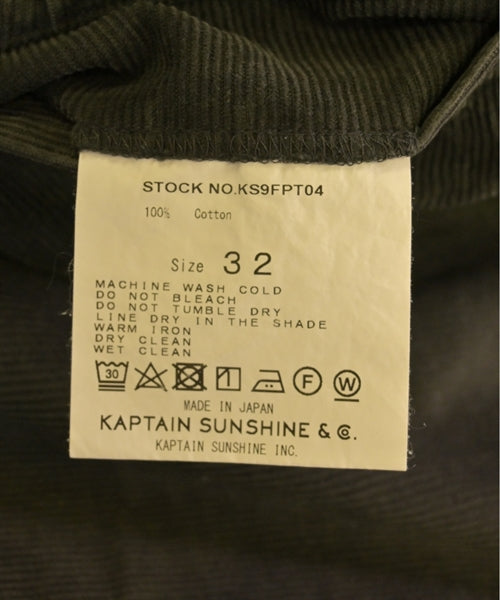 STOCK NO.KS9FPT04
100% Cotton
Size 32
MACHINE WASH COLD
DO NOT BLEACH
DO NOT TUMBLE DRY
LINE DRY IN THE SHADE
WARM IRON
DRY CLEAN
WET CLEAN
30 F W
MADE IN JAPAN
KAPTAIN SUNSHINE & Co.
KAPTAIN SUNSHINE INC.